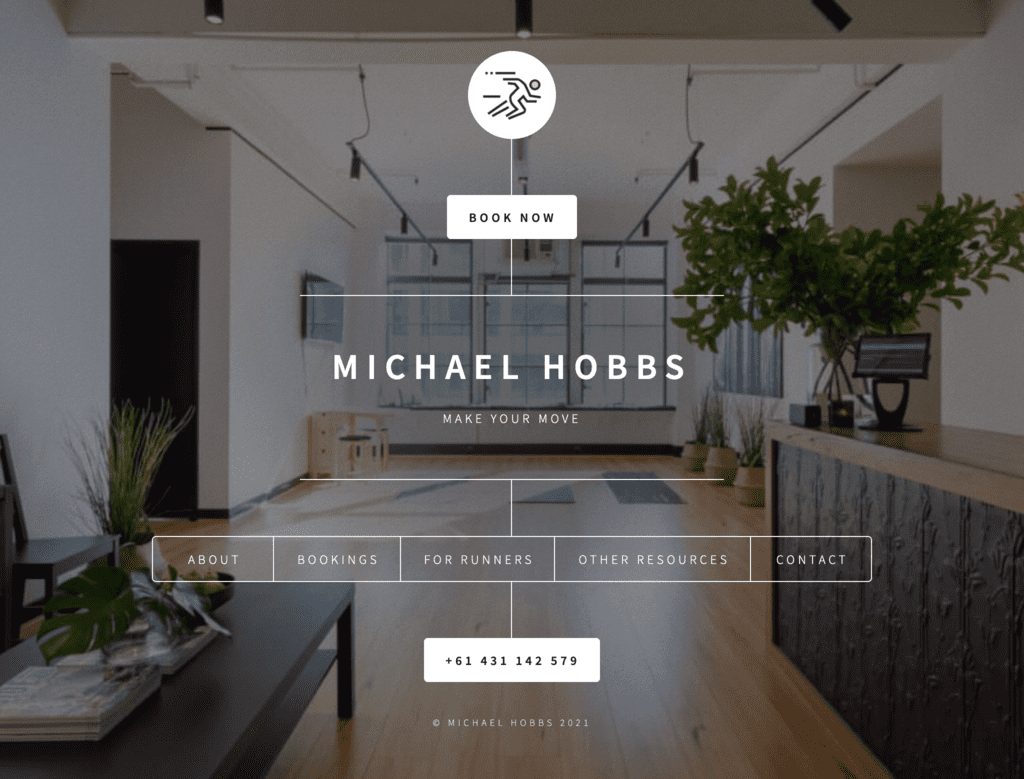 BOOK NOW
MICHAEL HOBBS
MAKE YOUR MOVE
ABOUT
BOOKINGS
FOR RUNNERS
OTHER RESOURCES
CONTACT
+61 431 142 579
© MICHAEL HOBBS 2021